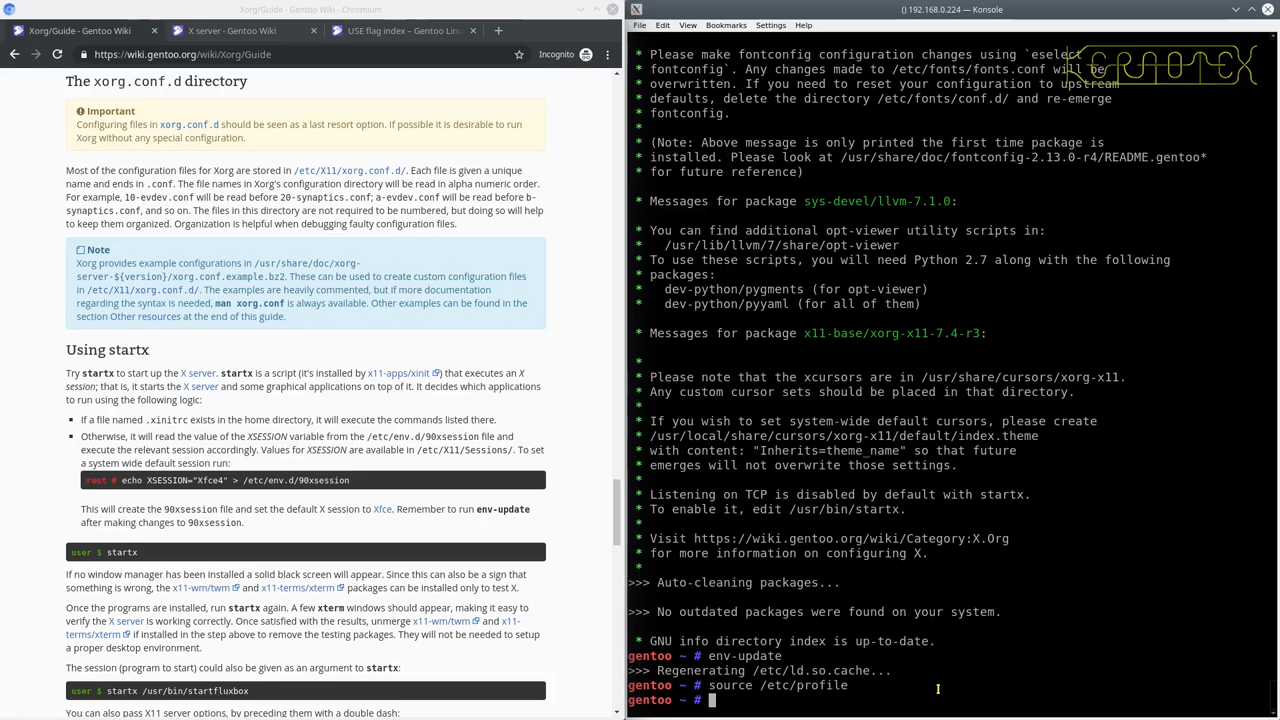 Xorg/Guide - Gentoo Wiki - Chromium
Xorg/Guide - Gentoo Wiki
X server - Gentoo Wiki
USE flag index – Gentoo Linu
https://wiki.gentoo.org/wiki/Xorg/Guide
Incognito
The xorg.conf.d directory
Important
Configuring files in xorg.conf.d should be seen as a last resort option. If possible it is desirable to run
Xorg without any special configuration.
Most of the configuration files for Xorg are stored in /etc/X11/xorg.conf.d/. Each file is given a unique
name and ends in .conf. The file names in Xorg's configuration directory will be read in alpha numeric order.
For example, 10-evdev.conf will be read before 20-synaptics.conf; a-evdev.conf will be read before b-
synaptics.conf, and so on. The files in this directory are not required to be numbered, but doing so will help
to keep them organized. Organization is helpful when debugging faulty configuration files.
Note
Xorg provides example configurations in /usr/share/doc/xorg-
server-${version}/xorg.conf.example.bz2. These can be used to create custom configuration files
in /etc/X11/xorg.conf.d/. The examples are heavily commented, but if more documentation
regarding the syntax is needed, man xorg.conf is always available. Other examples can be found in the
section Other resources at the end of this guide.
Using startx
Try startx to start up the X server. startx is a script (it's installed by x11-apps/xinit) that executes an X
session; that is, it starts the X server and some graphical applications on top of it. It decides which applications
to run using the following logic:
If a file named .xinitrc exists in the home directory, it will execute the commands listed there.
Otherwise, it will read the value of the XSESSION variable from the /etc/env.d/90xsession file and
execute the relevant session accordingly. Values for XSESSION are available in /etc/X11/Sessions/. To set
a system wide default session run:
root # echo XSESSION="Xfce4" > /etc/env.d/90xsession
This will create the 90xsession file and set the default X session to Xfce. Remember to run env-update
after making changes to 90xsession.
user $ startx
If no window manager has been installed a solid black screen will appear. Since this can also be a sign that
something is wrong, the x11-wm/twm and x11-terms/xterm packages can be installed only to test X.
Once the programs are installed, run startx again. A few xterm windows should appear, making it easy to
verify the X server is working correctly. Once satisfied with the results, unmerge x11-wm/twm and x11-
terms/xterm if installed in the step above to remove the testing packages. They will not be needed to setup
a proper desktop environment.
The session (program to start) could also be given as an argument to startx:
user $ startx /usr/bin/startfluxbox
You can also pass X11 server options, by preceding them with a double dash:
() 192.168.0.224 — Konsole
File Edit View Bookmarks Settings Help
KERNOTEX
* Please make fontconfig configuration changes using `eselect
* fontconfig`. Any changes made to /etc/fonts/fonts.conf will be
* overwritten. If you need to reset your configuration to upstream
* defaults, delete the directory /etc/fonts/conf.d/ and re-emerge
* fontconfig.
*
* (Note: Above message is only printed the first time package is
* installed. Please look at /usr/share/doc/fontconfig-2.13.0-r4/README.gentoo*
* for future reference)
* Messages for package sys-devel/llvm-7.1.0:
* You can find additional opt-viewer utility scripts in:
*   /usr/lib/llvm/7/share/opt-viewer
* To use these scripts, you will need Python 2.7 along with the following
* packages:
*   dev-python/pygments (for opt-viewer)
*   dev-python/pyyaml (for all of them)
* Messages for package x11-base/xorg-x11-7.4-r3:
*
* Please note that the xcursors are in /usr/share/cursors/xorg-x11.
* Any custom cursor sets should be placed in that directory.
*
* If you wish to set system-wide default cursors, please create
* /usr/local/share/cursors/xorg-x11/default/index.theme
* with content: "Inherits=theme_name" so that future
* emerges will not overwrite those settings.
*
* Listening on TCP is disabled by default with startx.
* To enable it, edit /usr/bin/startx.
*
* Visit https://wiki.gentoo.org/wiki/Category:X.Org
* for more information on configuring X.
*
>>> Auto-cleaning packages...
>>> No outdated packages were found on your system.
* GNU info directory index is up-to-date.
gentoo ~ # env-update
>>> Regenerating /etc/ld.so.cache...
gentoo ~ # source /etc/profile
gentoo ~ #